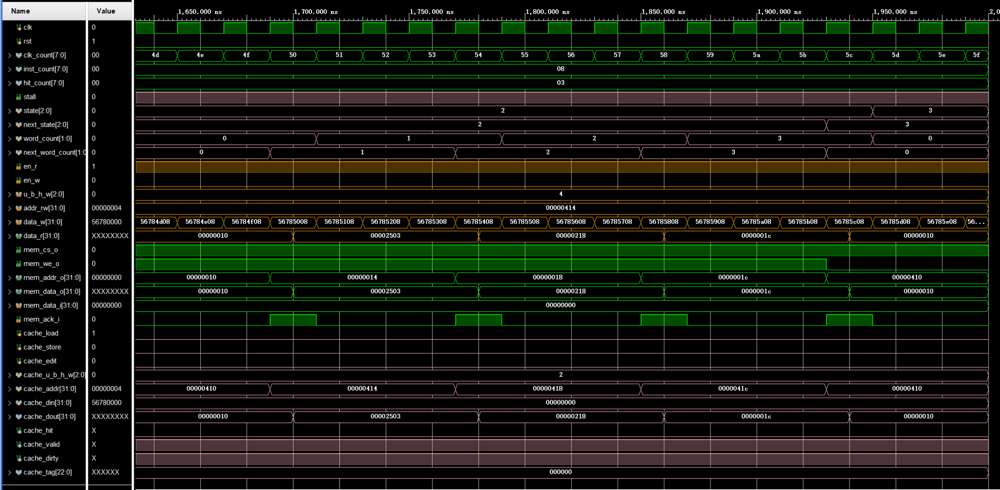 Name Value 1,650.000 ns 1,700.000 ns 1,750.000 ns 1,800.000 ns 1,850.000 ns 1,900.000 ns 1,950.000 ns 2,0
clk 0
rst 1
clk_count[7:0] 00 4d 4e 4f 50 51 52 53 54 55 56 57 58 59 5a 5b 5c 5d 5e 5f
inst_count[7:0] 00 08
hit_count[7:0] 00 03
stall 0
state[2:0] 0 2 3
next_state[2:0] 0 2 3
word_count[1:0] 0 0 1 2 3 0
next_word_count[1:0 0 0 1 2 3 0
en_r 1
en_w 0
u_b_h_w[2:0] 0 4
addr_rw[31:0] 00000004 00000414
data_w[31:0] 56780000 56784d08 56784e08 56784f08 56785008 56785108 56785208 56785308 56785408 56785508 56785608 56785708 56785808 56785908 56785a08 56785b08 56785c08 56785d08 56785e08 56...
data_r[31:0] XXXXXXXX 00000010 00002503 00000218 0000001c 00000010
mem_cs_o 0
mem_we_o 0
mem_addr_o[31:0] 00000000 00000010 00000014 00000018 0000001c 00000410
mem_data_o[31:0] XXXXXXXX 00000010 00002503 00000218 0000001c 00000010
mem_data_i[31:0] 00000000 00000000
mem_ack_i 0
cache_load 1
cache_store 0
cache_edit 0
cache_u_b_h_w[2:0] 0 2
cache_addr[31:0] 00000004 00000410 00000414 00000418 0000041c 00000410
cache_din[31:0] 56780000 00000000
cache_dout[31:0] XXXXXXXX 00000010 00002503 00000218 0000001c 00000010
cache_hit X
cache_valid X
cache_dirty X
cache_tag[22:0] XXXXXX 000000